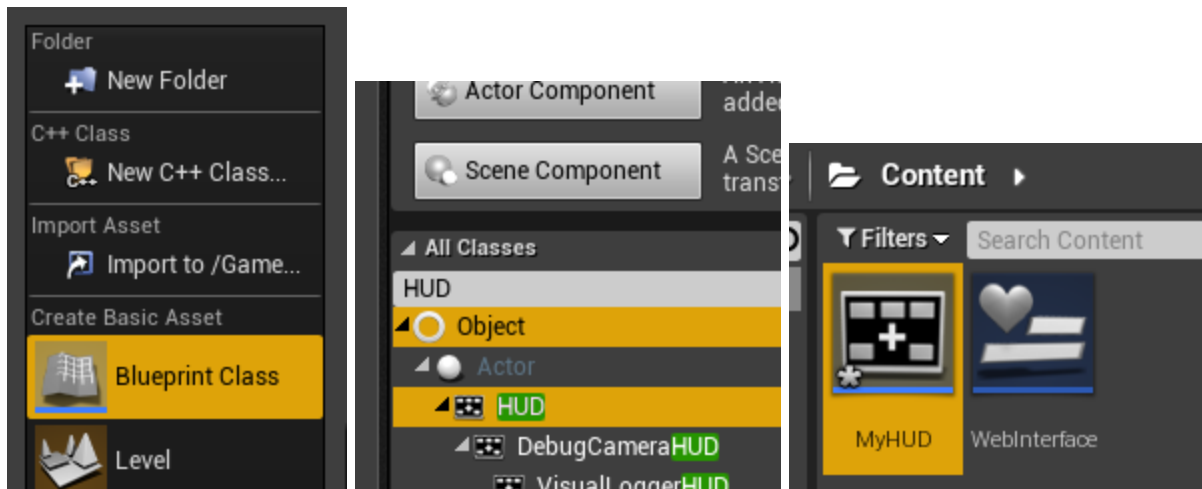 Folder
New Folder
C++ Class
C++
New C++ Class...
Import Asset
Import to /Game...
Create Basic Asset
Blueprint Class
Level
Actor Component
added
Scene Component
A Sce
trans
All Classes
HUD
Object
Actor
HUD
DebugCameraHUD
VisualLoggerHUD
Content
Filters
Search Content
MyHUD
WebInterface